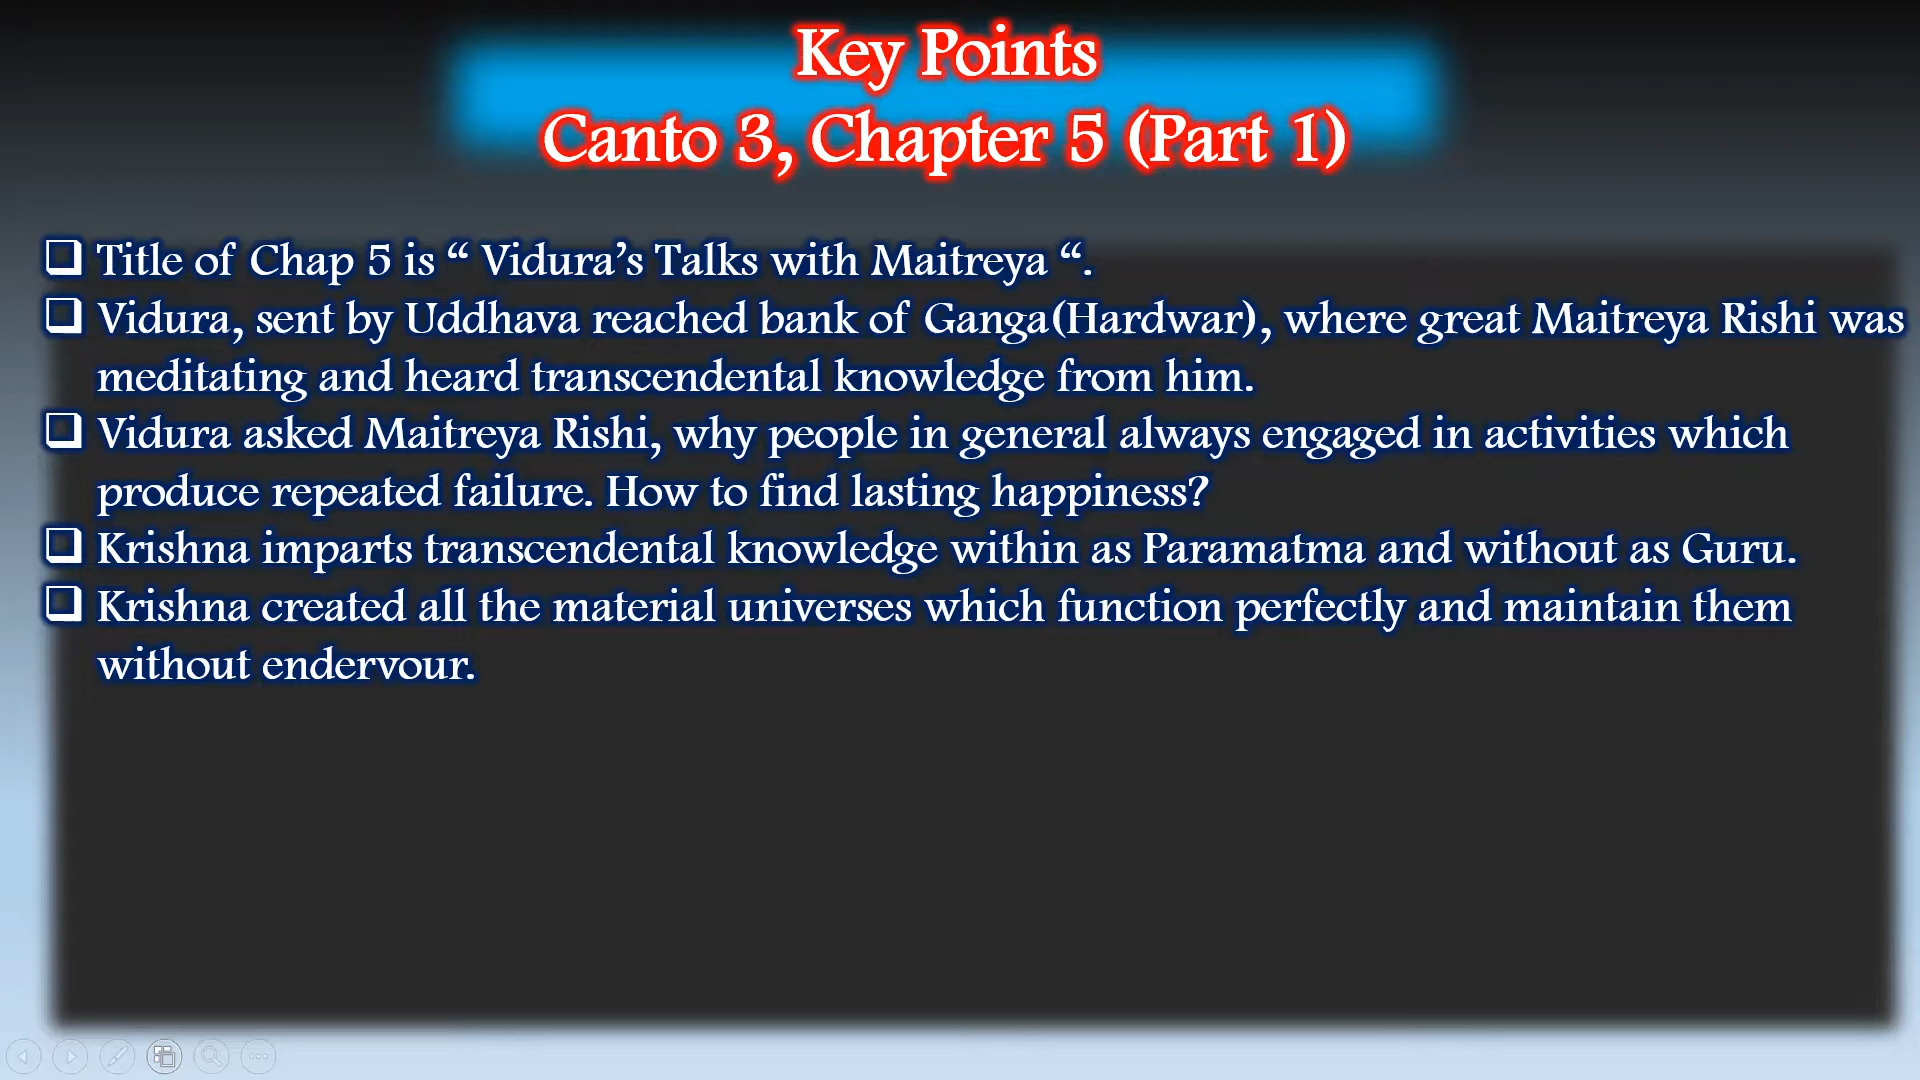 Key Points
Canto 3, Chapter 5 (Part 1)
Title of Chap 5 is “ Vidura’s Talks with Maitreya “.
Vidura, sent by Uddhava reached bank of Ganga(Hardwar), where great Maitreya Rishi was
meditating and heard transcendental knowledge from him.
Vidura asked Maitreya Rishi, why people in general always engaged in activities which
produce repeated failure. How to find lasting happiness?
Krishna imparts transcendental knowledge within as Paramatma and without as Guru.
Krishna created all the material universes which function perfectly and maintain them
without endervour.